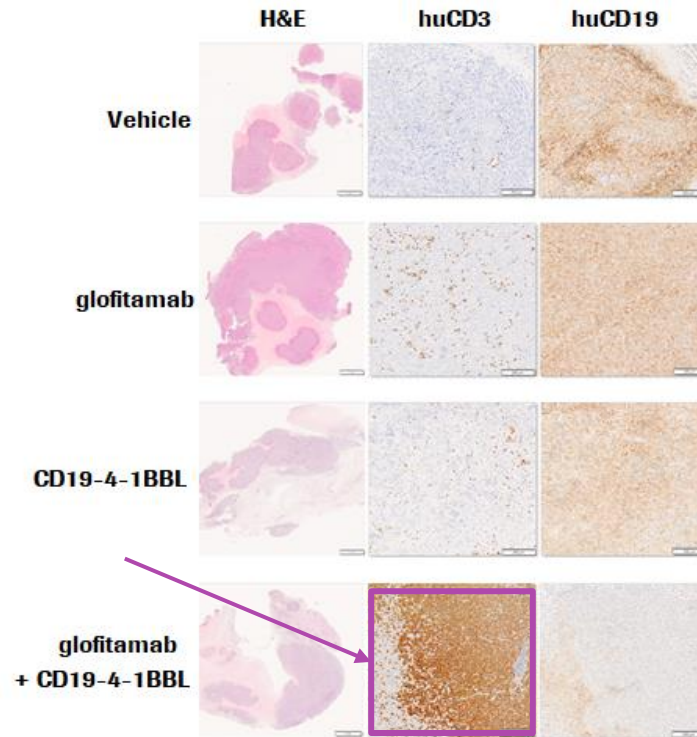 H&E huCD3 huCD19
Vehicle
glofitamab
CD19-4-1BBL
glofitamab
+ CD19-4-1BBL